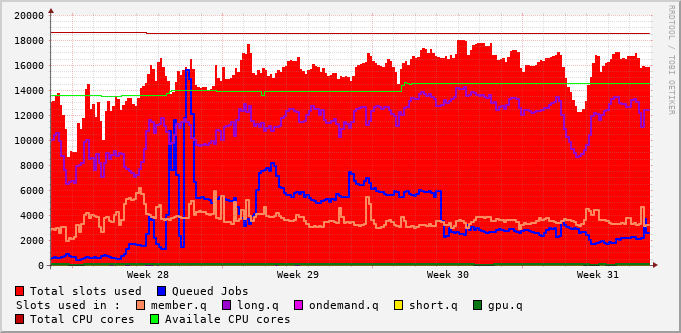 RRDTOOL / TOBI OETIKER
20000
18000
16000
14000
12000
10000
8000
6000
4000
2000
0
Week 28 Week 29 Week 30 Week 31
Total slots used Queued Jobs
Slots used in : member.q long.q ondemand.q short.q gpu.q
Total CPU cores Availale CPU cores